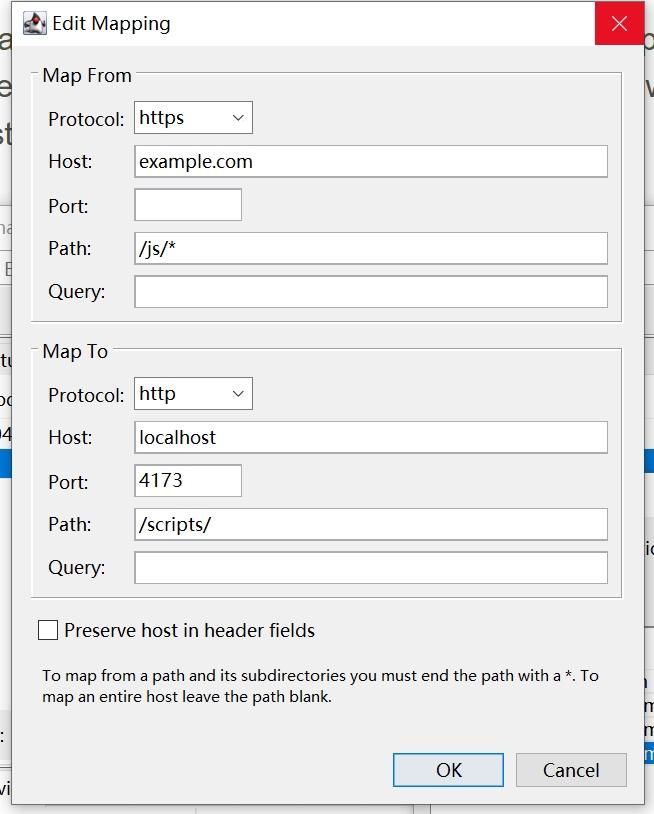 Edit Mapping
Map From
Protocol: https
Host: example.com
Port:
Path: /js/*
Query:
Map To
Protocol: http
Host: localhost
Port: 4173
Path: /scripts/
Query:
Preserve host in header fields
To map from a path and its subdirectories you must end the path with a *. To
map an entire host leave the path blank.
OK Cancel